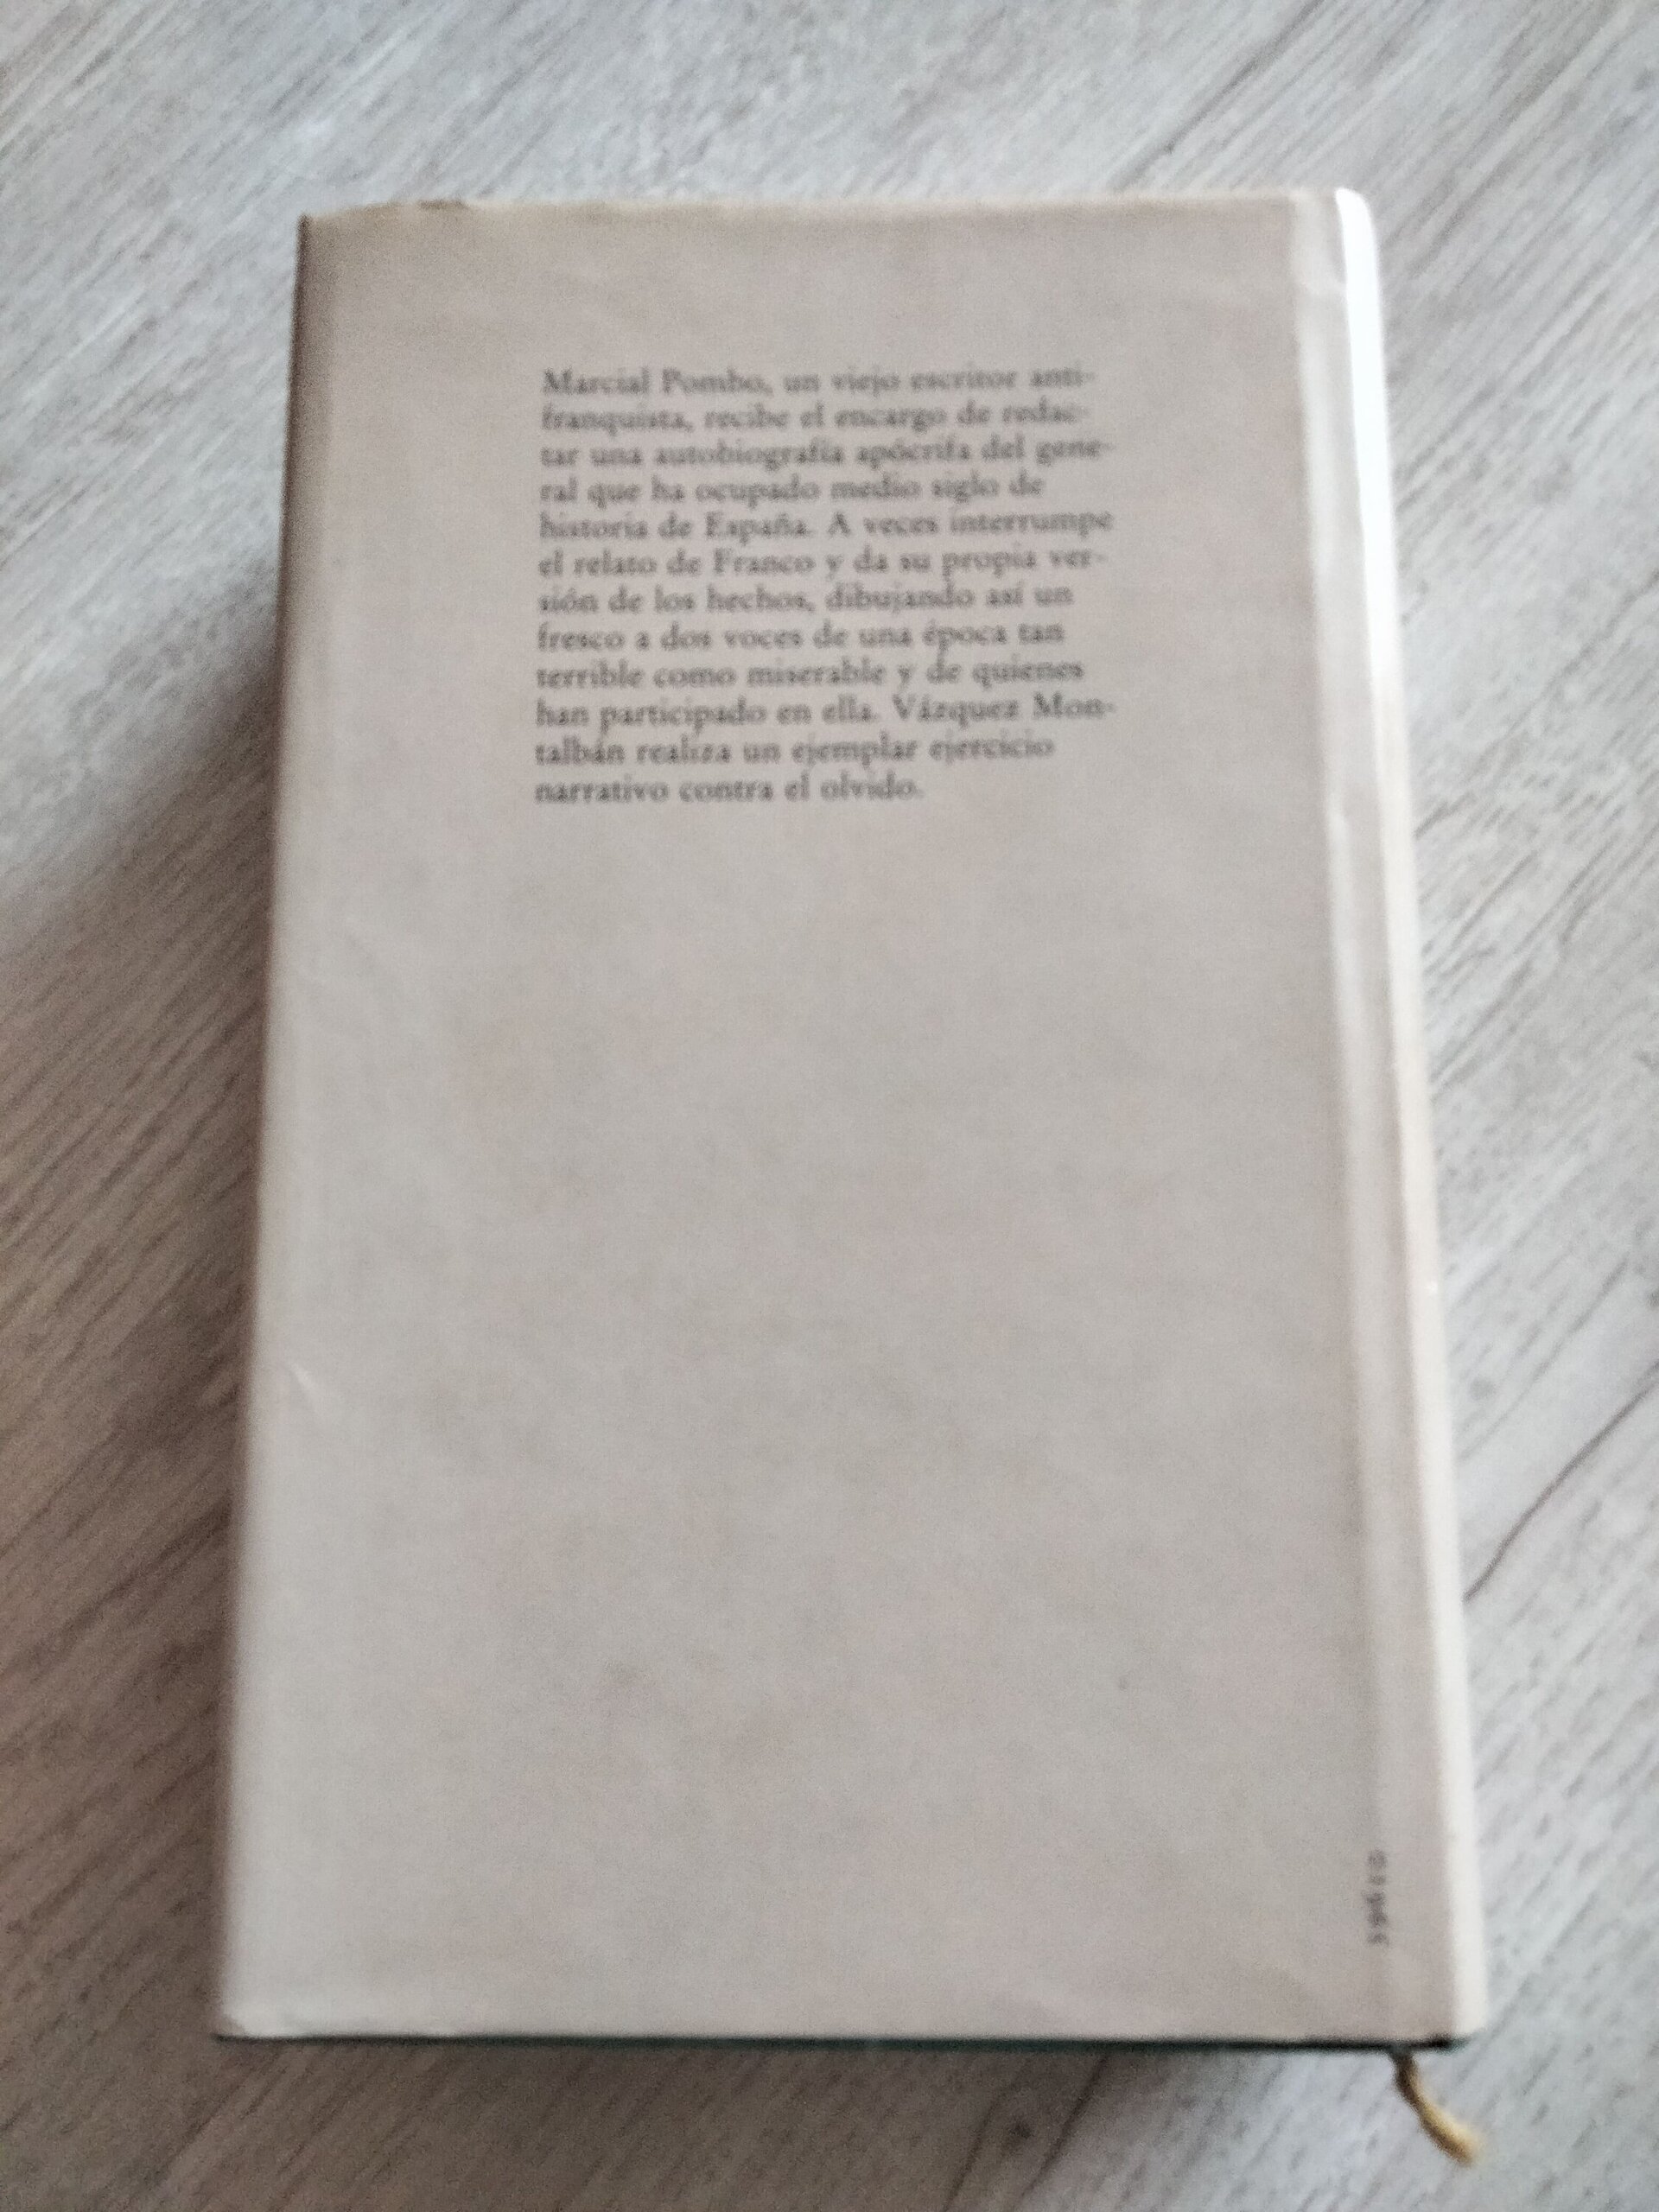 Marcial Pombo, un viejo escritor anti-
franquista, recibe el encargo de redac-
tar una autobiografía apócrifa del gene-
ral que ha ocupado medio siglo de
historia de España. A veces interrumpe
el relato de Franco y da su propia ver-
sión de los hechos, dibujando así un
fresco a dos voces de una época tan
terrible como miserable y de quienes
han participado en ella. Vázquez Mon-
talbán realiza un ejemplar ejercicio
narrativo contra el olvido.